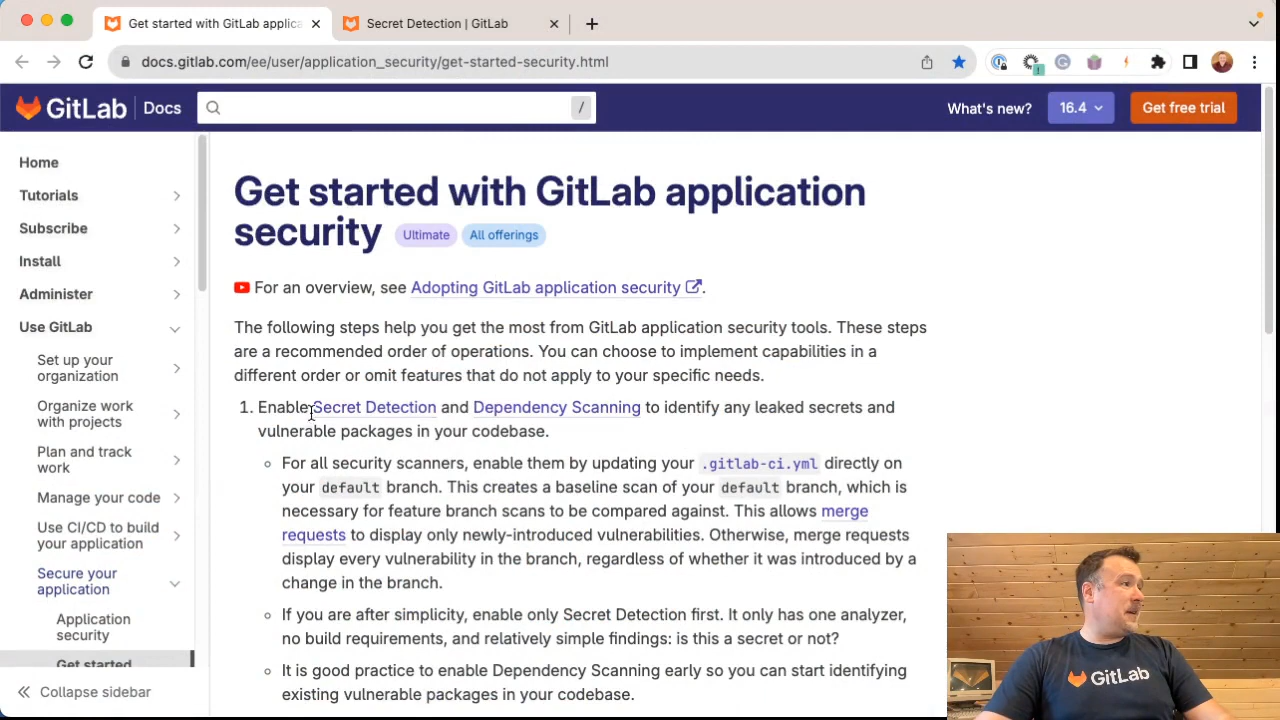 Get started with GitLab applica
Secret Detection | GitLab
docs.gitlab.com/ee/user/application_security/get-started-security.html
1
GitLab
Docs
/
What's new?
16.4
Get free trial
Home
Tutorials
Subscribe
Install
Administer
Use GitLab
Set up your
organization
Organize work
with projects
Plan and track
work
Manage your code
Use CI/CD to build
your application
Secure your
application
Application
security
Get started
Collapse sidebar
Get started with GitLab application
security Ultimate All offerings
For an overview, see Adopting GitLab application security.
The following steps help you get the most from GitLab application security tools. These steps
are a recommended order of operations. You can choose to implement capabilities in a
different order or omit features that do not apply to your specific needs.
1. Enable Secret Detection and Dependency Scanning to identify any leaked secrets and
vulnerable packages in your codebase.
For all security scanners, enable them by updating your .gitlab-ci.yml directly on
your default branch. This creates a baseline scan of your default branch, which is
necessary for feature branch scans to be compared against. This allows merge
requests to display only newly-introduced vulnerabilities. Otherwise, merge requests
display every vulnerability in the branch, regardless of whether it was introduced by a
change in the branch.
If you are after simplicity, enable only Secret Detection first. It only has one analyzer,
no build requirements, and relatively simple findings: is this a secret or not?
It is good practice to enable Dependency Scanning early so you can start identifying
existing vulnerable packages in your codebase.
GitLab